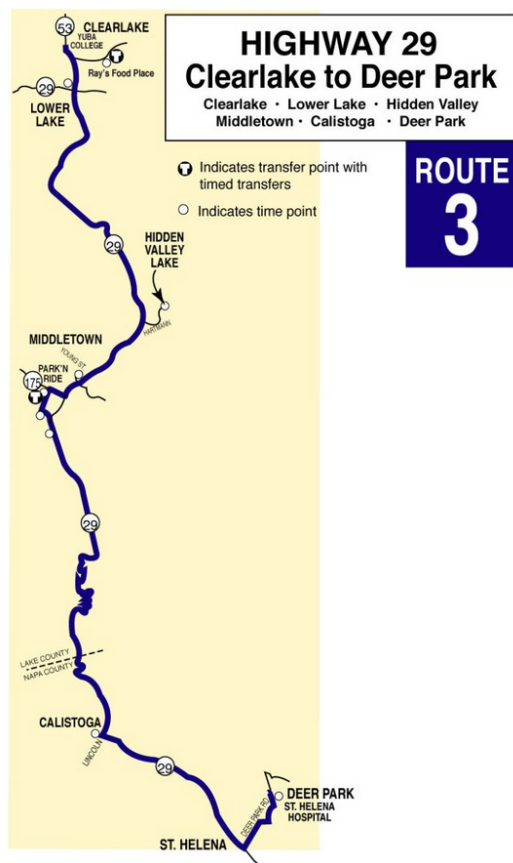 HIGHWAY 29
Clearlake to Deer Park
Clearlake • Lower Lake • Hidden Valley
Middletown • Calistoga • Deer Park
ROUTE
3
53
CLEARLAKE
YUBA
COLLEGE
T
Ray's Food Place
29
LOWER
LAKE
T Indicates transfer point with
timed transfers
Indicates time point
29
HIDDEN
VALLEY
LAKE
HARTMANN
MIDDLETOWN
YOUNG ST.
PARK'N
RIDE
175
T
29
LAKE COUNTY
NAPA COUNTY
CALISTOGA
LINCOLN
29
DEER PARK RD
DEER PARK
ST. HELENA
HOSPITAL
ST. HELENA